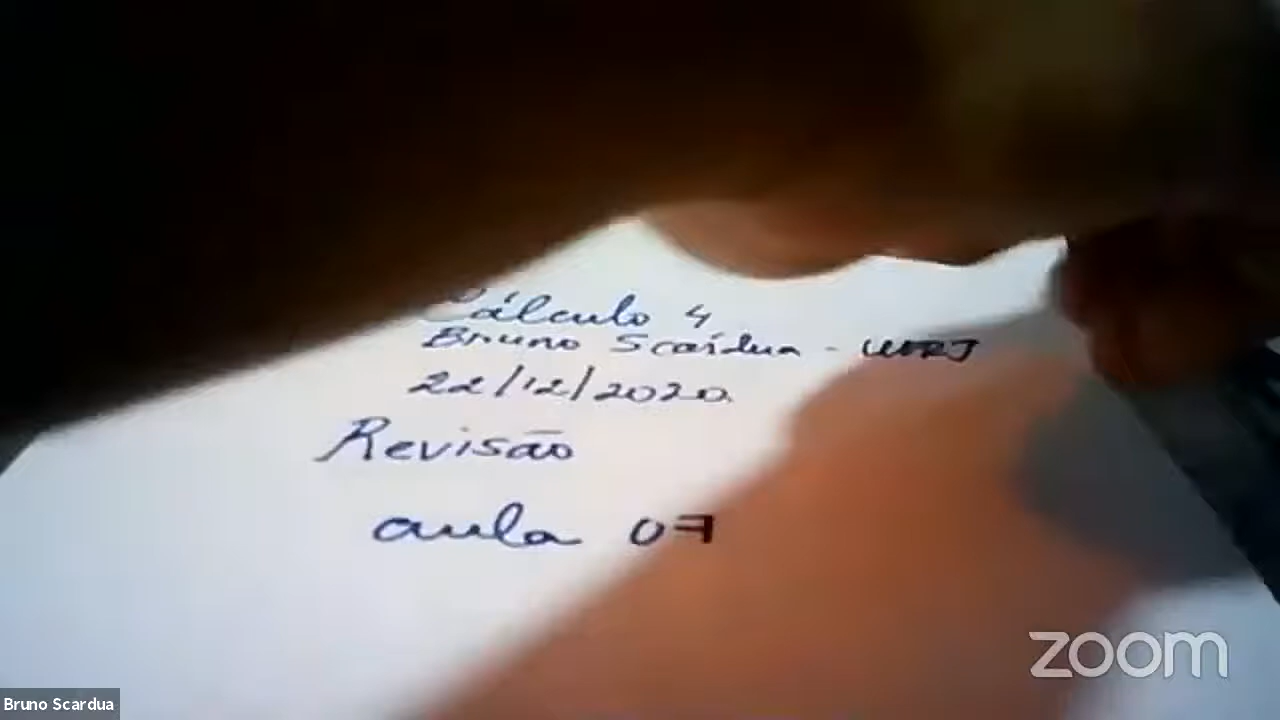 Cálculo 4
Bruno Scárdua - UFRJ
22/12/2020
Revisão
aula 07
zoom
Bruno Scardua